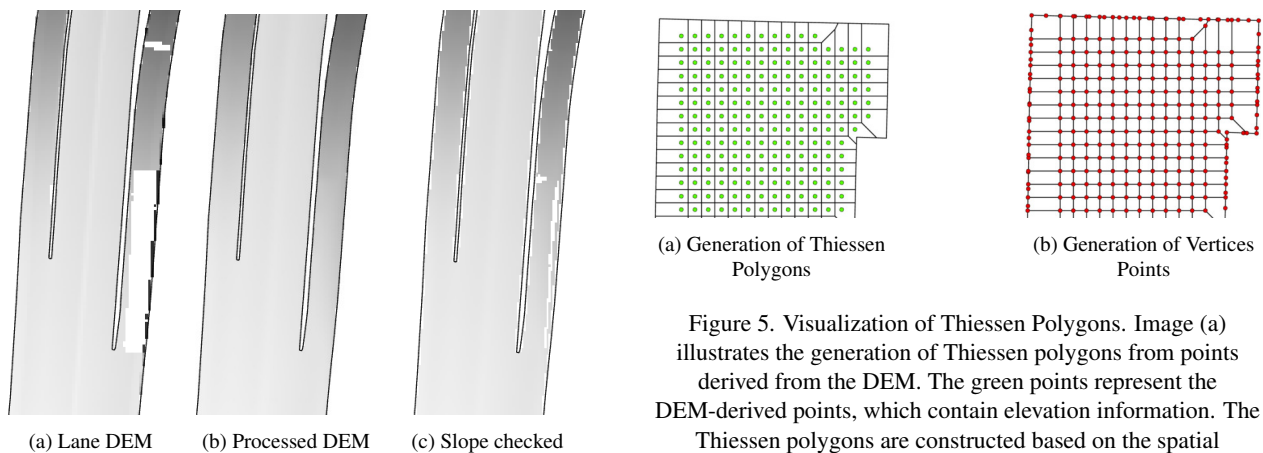 (a) Lane DEM
(b) Processed DEM
(c) Slope checked
(a) Generation of Thiessen
Polygons
(b) Generation of Vertices
Points
Figure 5. Visualization of Thiessen Polygons. Image (a)
illustrates the generation of Thiessen polygons from points
derived from the DEM. The green points represent the
DEM-derived points, which contain elevation information. The
Thiessen polygons are constructed based on the spatial